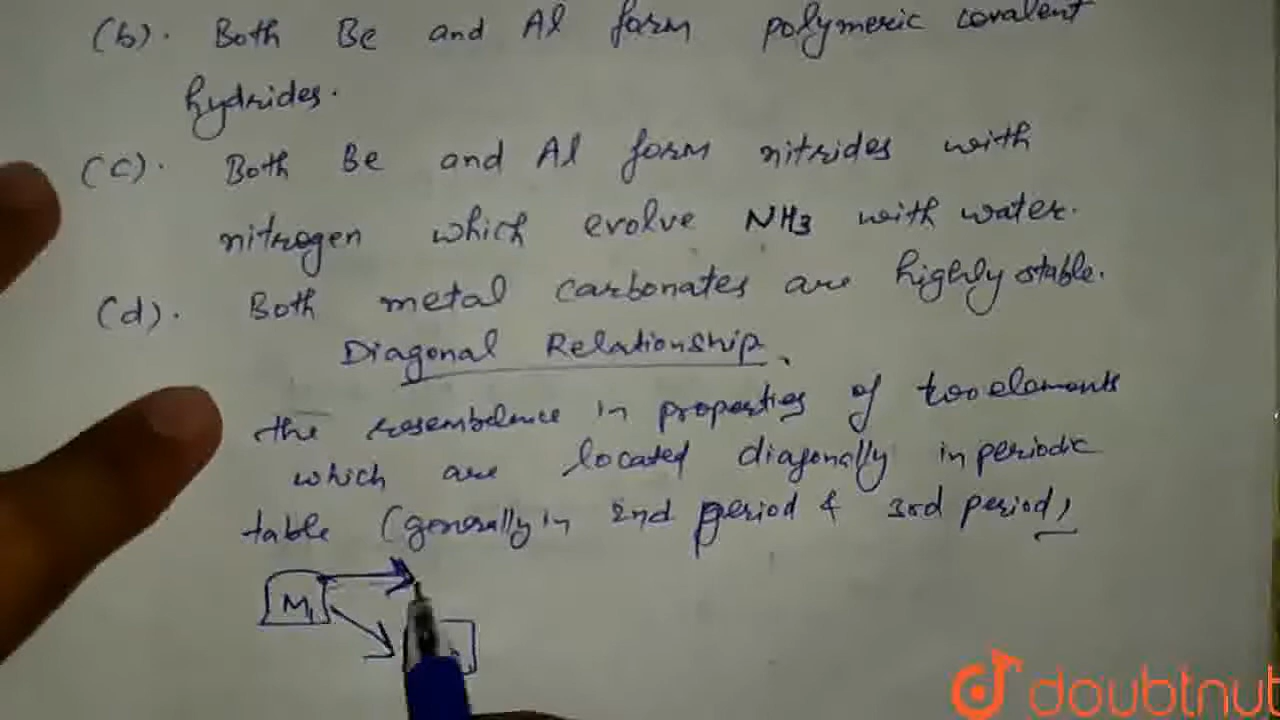 (b). Both Be and Al form polymeric covalent
hydrides.
(c). Both Be and Al form nitrides with
nitrogen which evolve NH3 with water.
(d). Both metal carbonates are highly stable.
Diagonal Relationship.
the resembelence in properties of two elements
which are located diagonally in periodic
table (generally in 2nd period & 3rd period)
M1
doubtnut